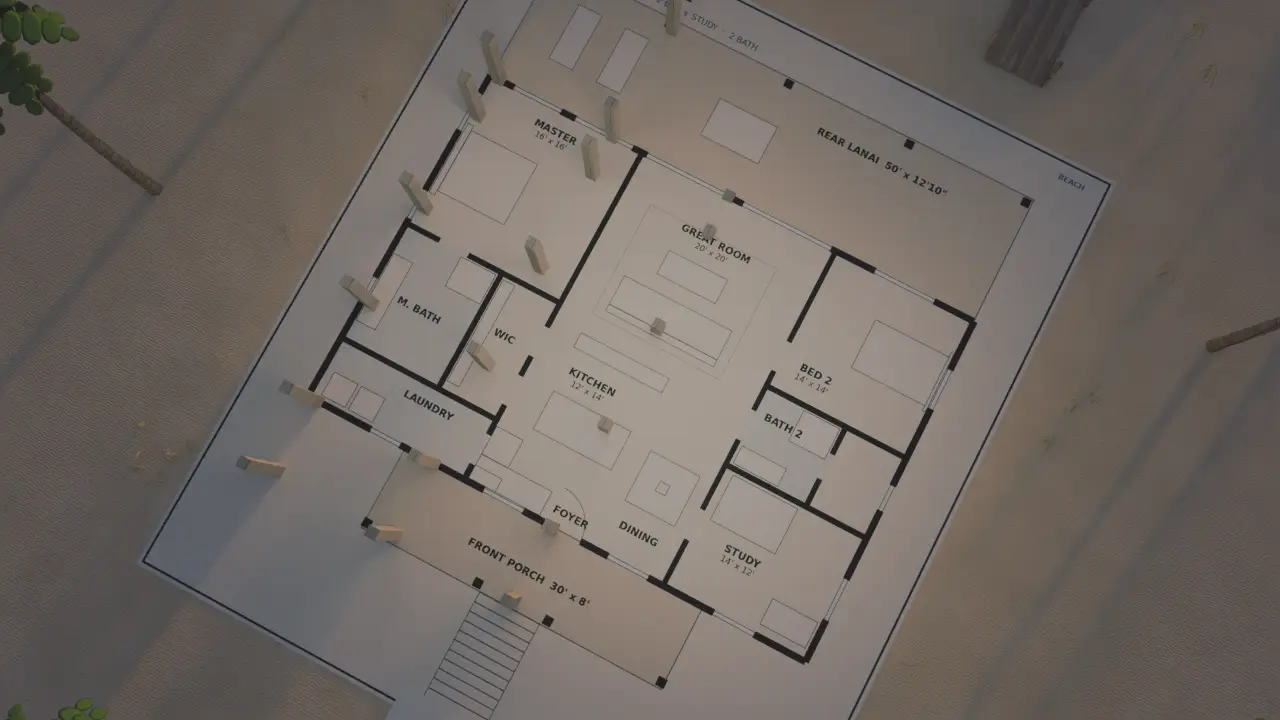 STUDY · 2 BATH
BEACH
REAR LANAI 50' x 12'10"
MASTER
16' x 16'
GREAT ROOM
20' x 20'
M. BATH
WIC
KITCHEN
12' x 14'
BED 2
14' x 14'
LAUNDRY
BATH 2
FOYER
DINING
STUDY
14' x 12'
FRONT PORCH 30' x 8'